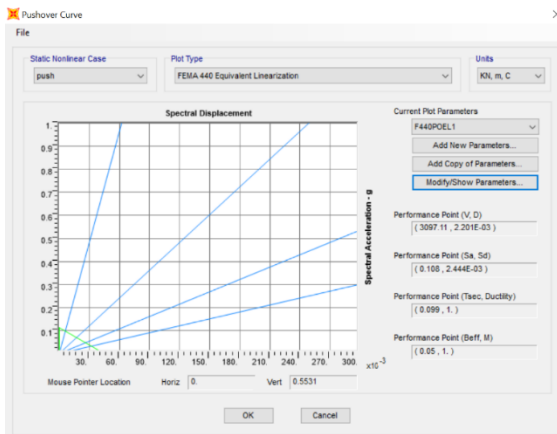 Pushover Curve
File
Static Nonlinear Case
push
Plot Type
FEMA 440 Equivalent Linearization
Units
KN, m, C
Spectral Displacement
1.
0.9
0.8
0.7
0.6
0.5
0.4
0.3
0.2
0.1
30. 60. 90. 120. 150. 180. 210. 240. 270. 300. x10 -3
Spectral Acceleration - g
Mouse Pointer Location Horiz 0. Vert 0.5531
Current Plot Parameters
F440POEL1
Add New Parameters...
Add Copy of Parameters...
Modify/Show Parameters...
Performance Point (V, D)
( 3097.11 , 2.201E-03 )
Performance Point (Sa, Sd)
( 0.108 , 2.444E-03 )
Performance Point (Tsec, Ductility)
( 0.099 , 1. )
Performance Point (Beff, M)
( 0.05 , 1. )
OK Cancel